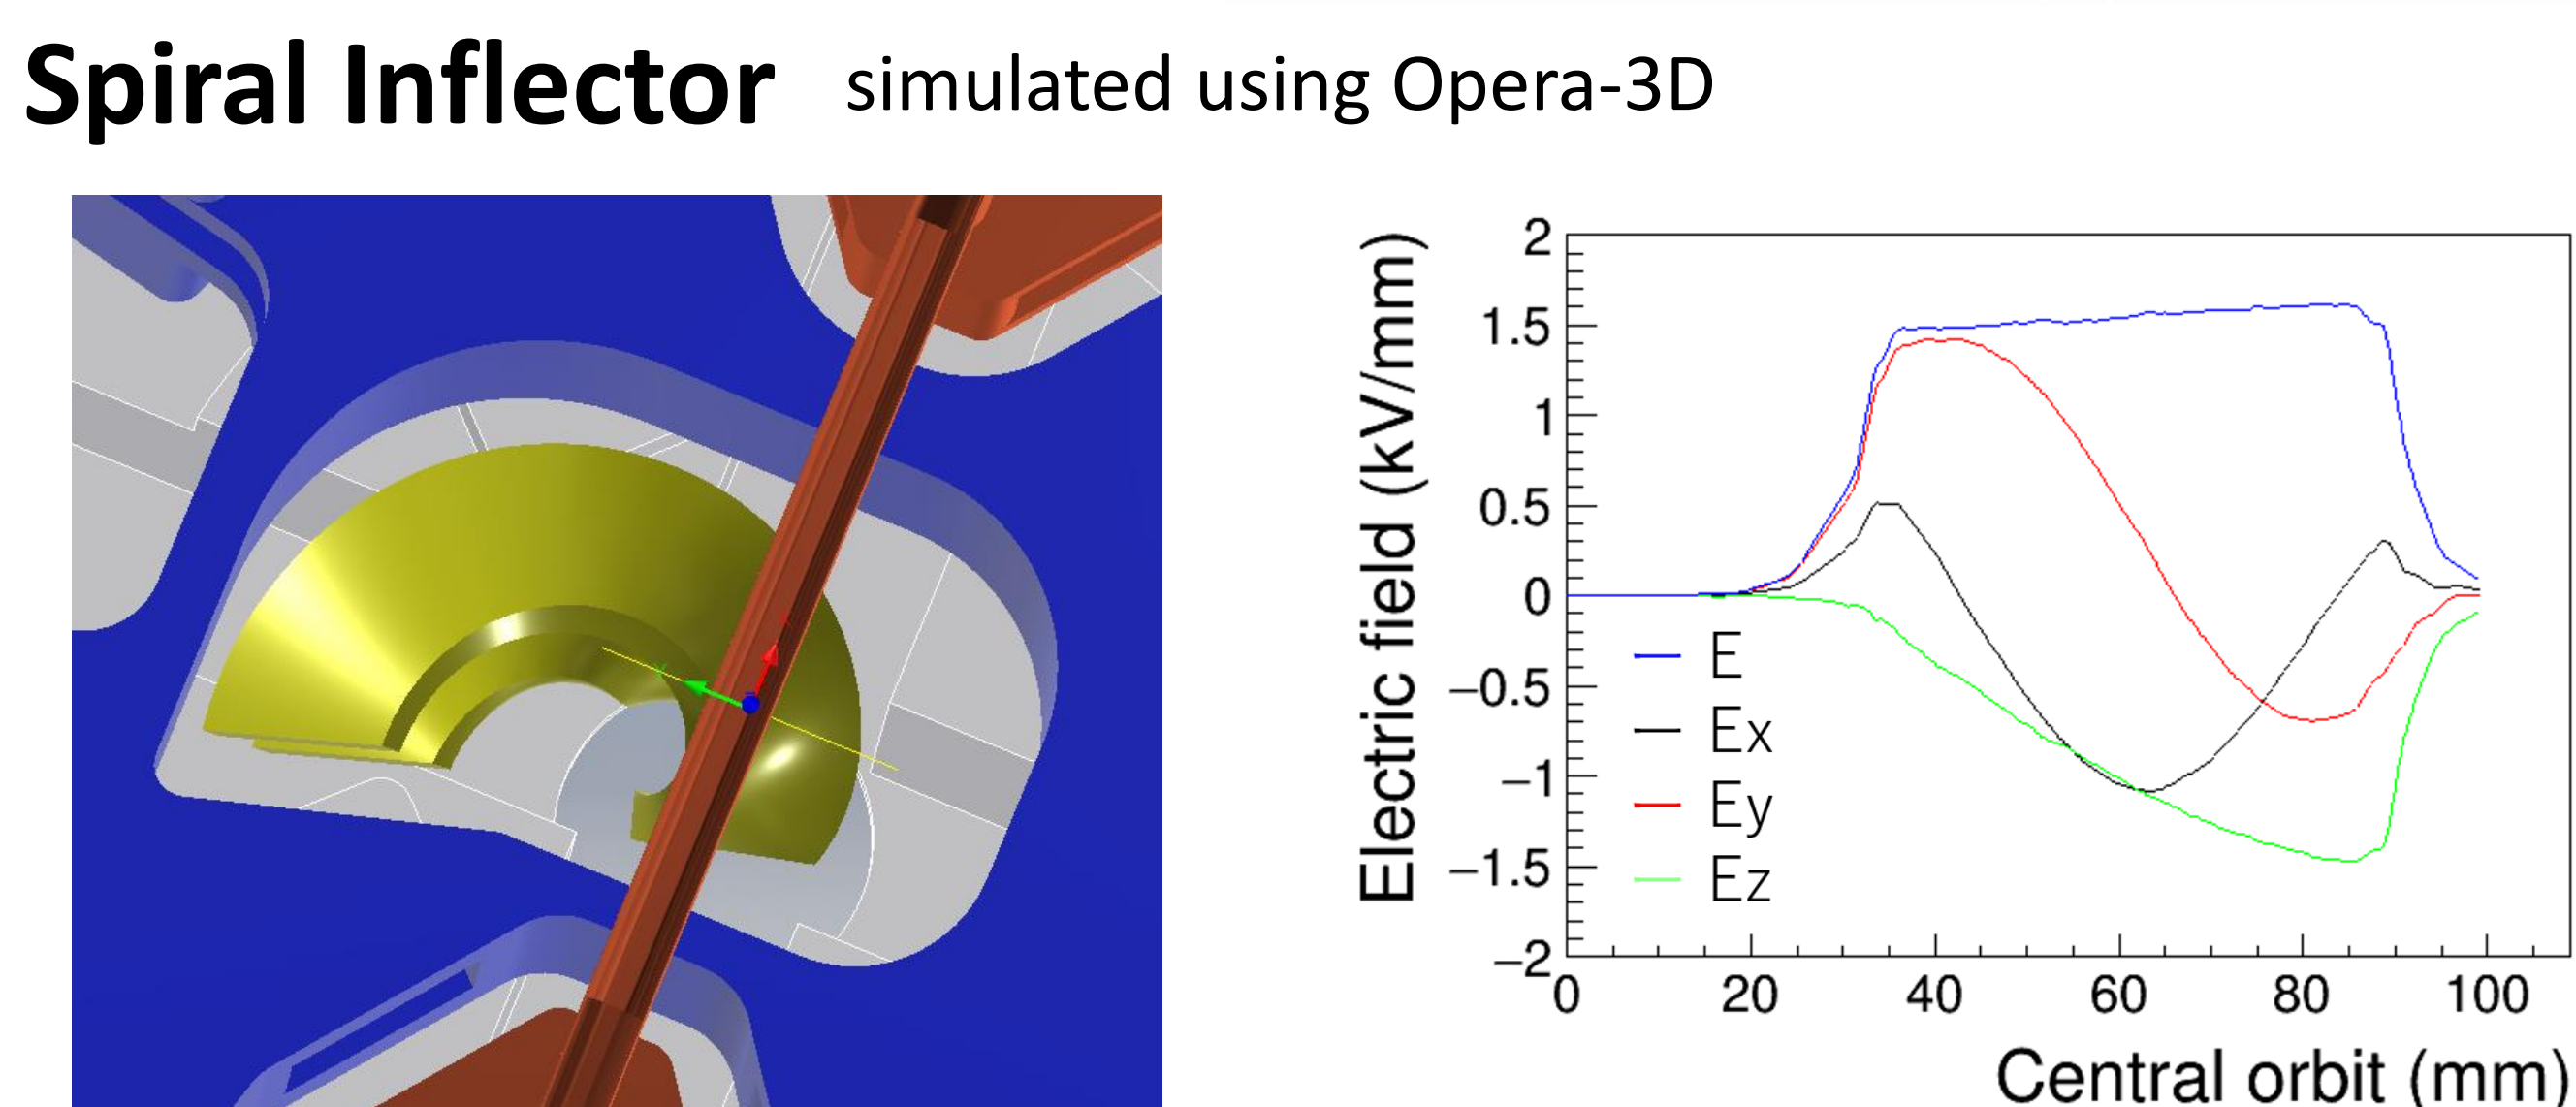 Spiral Inflector simulated using Opera-3D
Electric field (kV/mm)
2
1.5
1
0.5
0
−0.5
−1
−1.5
−2
E
Ex
Ey
Ez
0 20 40 60 80 100
Central orbit (mm)